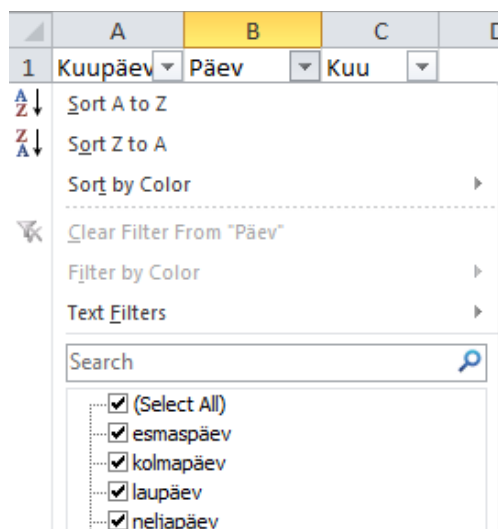 A B C
1 Kuupäev Päev Kuu
Sort A to Z
Sort Z to A
Sort by Color
Clear Filter From "Päev"
Filter by Color
Text Filters
Search
(Select All)
esmaspäev
kolmapäev
laupäev
neljapäev